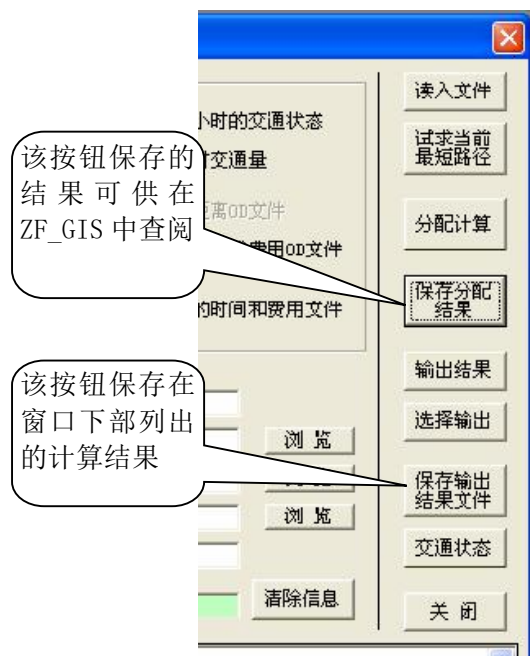 读入文件
小时的交通状态
试求当前
最短路径
该按钮保存的
结果可供在
ZF_GIS中查阅
交通量
距离OD文件
分配计算
费用OD文件
保存分配
结果
的时间和费用文件
输出结果
该按钮保存在
窗口下部列出
的计算结果
选择输出
浏 览
保存输出
结果文件
浏 览
交通状态
清除信息
关 闭